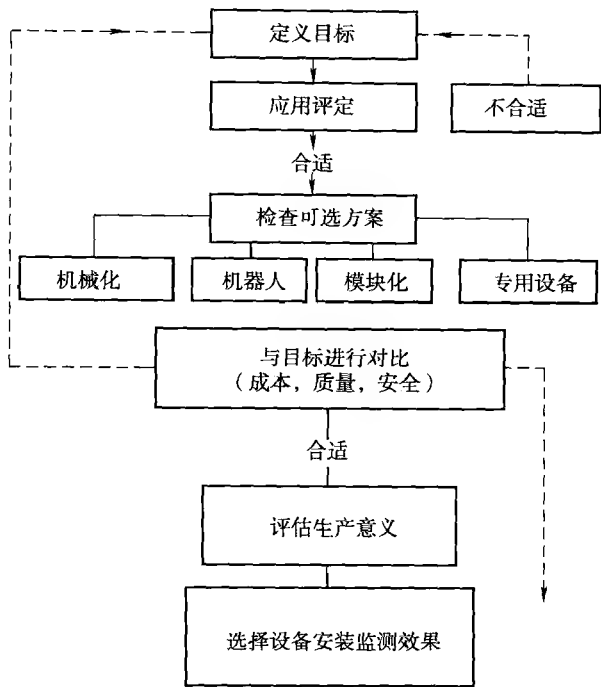 定义目标
应用评定
不合适
合适
检查可选方案
机械化
机器人
模块化
专用设备
与目标进行对比
（成本，质量，安全）
合适
评估生产意义
选择设备安装监测效果